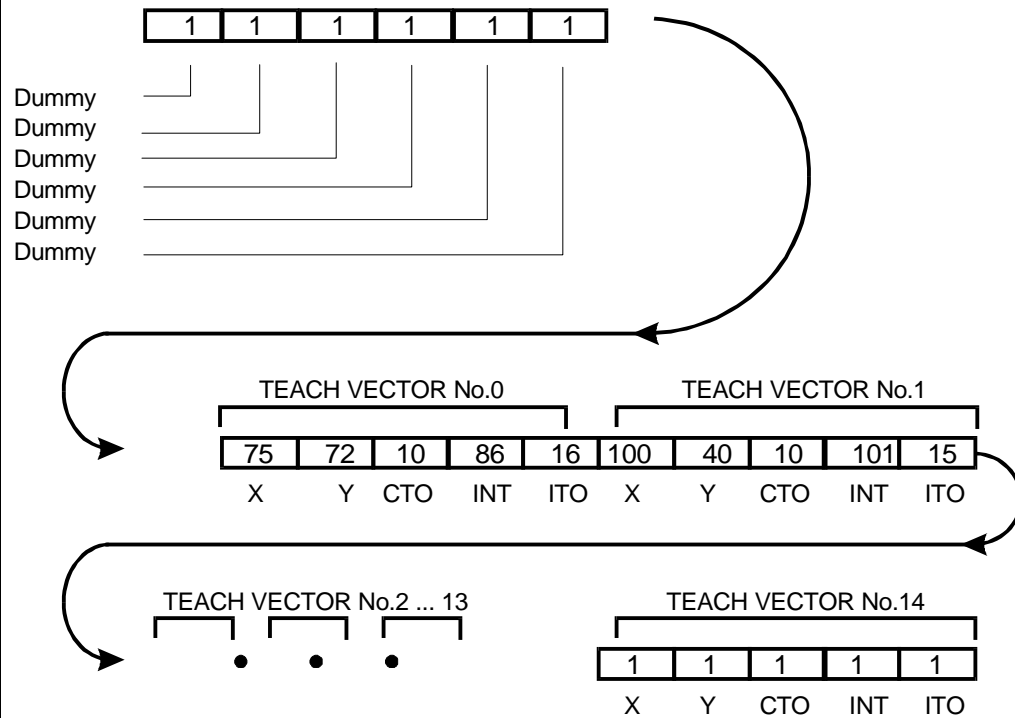 1 1 1 1 1 1
Dummy
Dummy
Dummy
Dummy
Dummy
Dummy
TEACH VECTOR No.0 TEACH VECTOR No.1
75 72 10 86 16 100 40 10 101 15
X Y CTO INT ITO X Y CTO INT ITO
TEACH VECTOR No.2 ... 13 TEACH VECTOR No.14
1 1 1 1 1
X Y CTO INT ITO